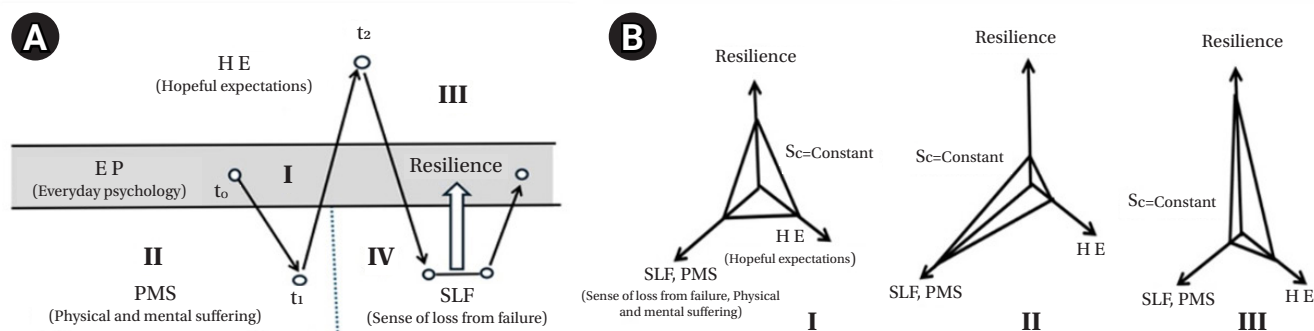 A
t2
H E
(Hopeful expectations)
III
E P
(Everyday psychology)
t0
I
Resilience
II
IV
PMS
(Physical and mental suffering)
t1
SLF
(Sense of loss from failure)
B
Resilience
Sc=Constant
H E
(Hopeful expectations)
SLF, PMS
(Sense of loss from failure, Physical
and mental suffering)
I
Resilience
Sc=Constant
H E
SLF, PMS
II
Resilience
Sc=Constant
SLF, PMS
H E
III